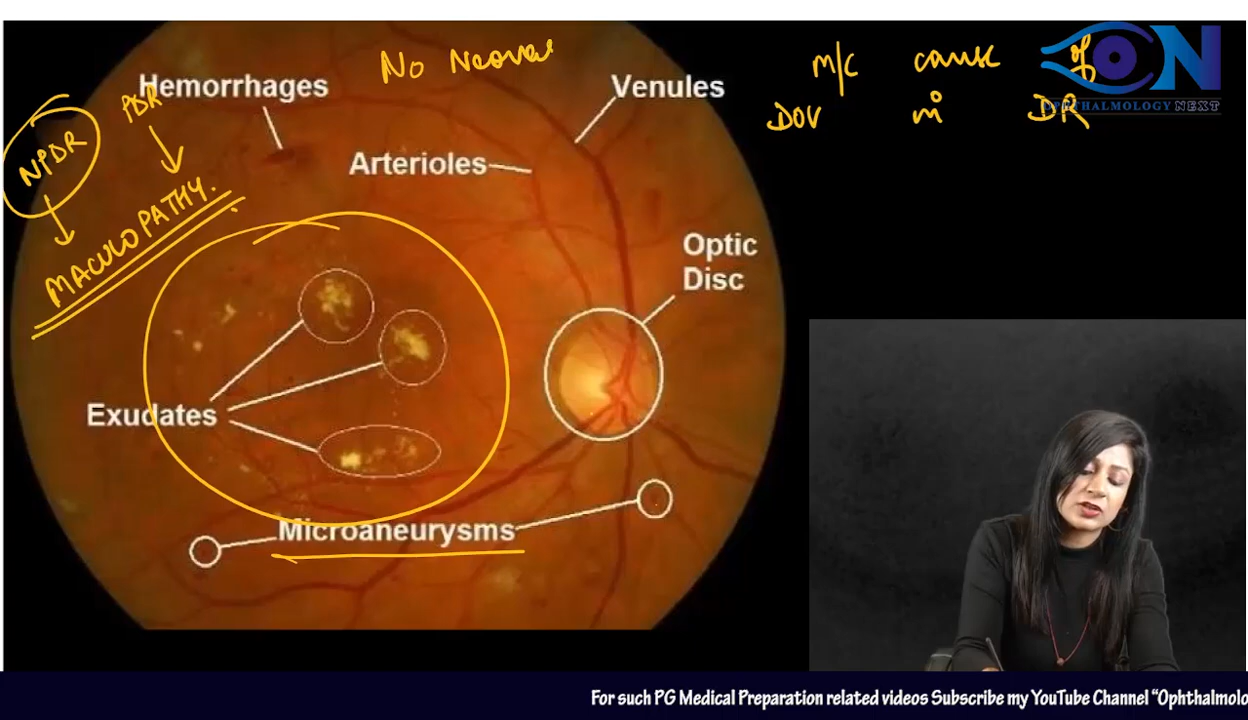 No Neovas
m/c cause of
DOV in DR
ON
OPHTHALMOLOGY NEXT
Hemorrhages
PDR
NPDR
MACULOPATHY.
Venules
Arterioles
Optic
Disc
Exudates
Microaneurysms
For such PG Medical Preparation related videos Subscribe my YouTube Channel “Ophthalmolo